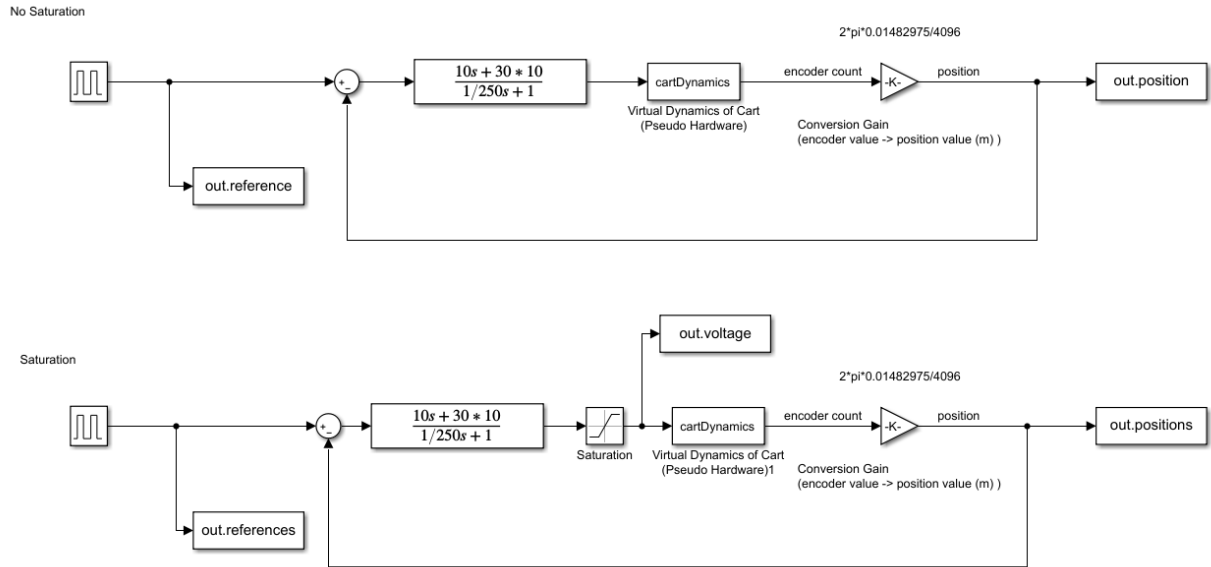 No Saturation
2*pi*0.01482975/4096
+
-
10s + 30 * 10
1/250s + 1
cartDynamics
encoder count
-K-
position
out.position
Virtual Dynamics of Cart
(Pseudo Hardware)
Conversion Gain
(encoder value -> position value (m) )
out.reference
out.voltage
Saturation
2*pi*0.01482975/4096
+
-
10s + 30 * 10
1/250s + 1
cartDynamics
encoder count
-K-
position
out.positions
Saturation
Virtual Dynamics of Cart
(Pseudo Hardware)1
Conversion Gain
(encoder value -> position value (m) )
out.references